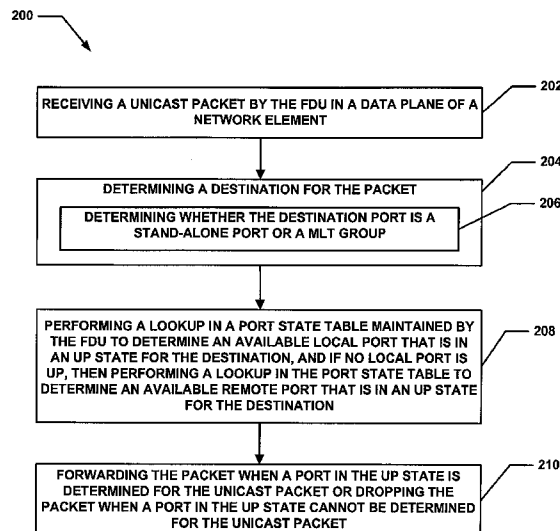 200
202
RECEIVING A UNICAST PACKET BY THE FDU IN A DATA PLANE OF A
NETWORK ELEMENT
204
DETERMINING A DESTINATION FOR THE PACKET
206
DETERMINING WHETHER THE DESTINATION PORT IS A
STAND-ALONE PORT OR A MLT GROUP
PERFORMING A LOOKUP IN A PORT STATE TABLE MAINTAINED BY
THE FDU TO DETERMINE AN AVAILABLE LOCAL PORT THAT IS IN
AN UP STATE FOR THE DESTINATION, AND IF NO LOCAL PORT IS
UP, THEN PERFORMING A LOOKUP IN THE PORT STATE TABLE TO
DETERMINE AN AVAILABLE REMOTE PORT THAT IS IN AN UP STATE
FOR THE DESTINATION
208
210
FORWARDING THE PACKET WHEN A PORT IN THE UP STATE IS
DETERMINED FOR THE UNICAST PACKET OR DROPPING THE
PACKET WHEN A PORT IN THE UP STATE CANNOT BE DETERMINED
FOR THE UNICAST PACKET